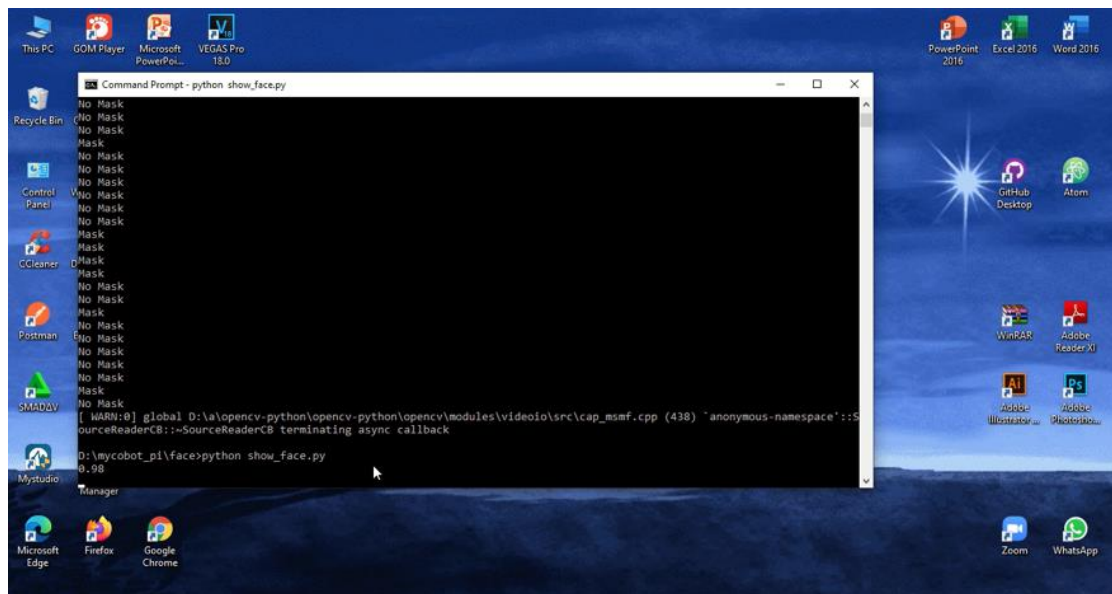 This PC
GOM Player
Microsoft
PowerPoi...
VEGAS Pro
18.0
PowerPoint
2016
Excel 2016
Word 2016
Command Prompt - python show_face.py
Recycle Bin
Control
Panel
CCleaner
Postman
SMADΔV
Mystudio
Manager
Microsoft
Edge
Firefox
Google
Chrome
No Mask
No Mask
No Mask
Mask
No Mask
No Mask
No Mask
No Mask
No Mask
No Mask
Mask
Mask
Mask
Mask
No Mask
No Mask
Mask
No Mask
No Mask
No Mask
No Mask
No Mask
Mask
No Mask
[ WARN:0] global D:\a\opencv-python\opencv-python\opencv\modules\videoio\src\cap_msmf.cpp (438) `anonymous-namespace'::S
ourceReaderCB::~SourceReaderCB terminating async callback
D:\mycobot_pi\face>python show_face.py
0.98
GitHub
Desktop
Atom
WinRAR
Adobe
Reader XI
Adobe
Illustrator ...
Adobe
Photosho...
Zoom
WhatsApp